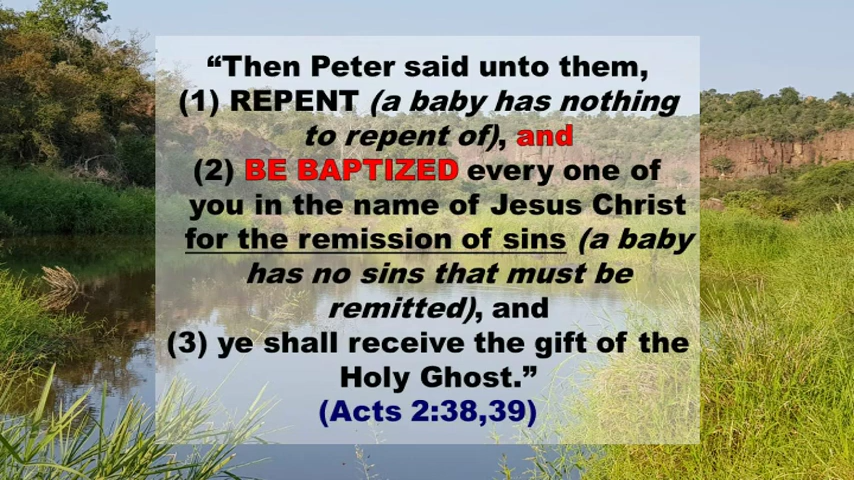 “Then Peter said unto them,
(1) REPENT (a baby has nothing
to repent of), and
(2) BE BAPTIZED every one of
you in the name of Jesus Christ
for the remission of sins (a baby
has no sins that must be
remitted), and
(3) ye shall receive the gift of the
Holy Ghost.”
(Acts 2:38,39)